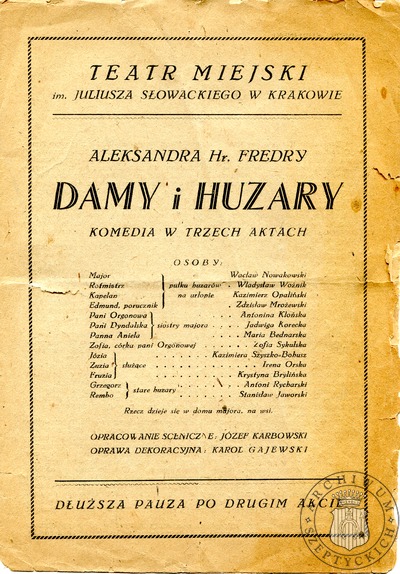 TEATR MIEJSKI
im. JULIUSZA SŁOWACKIEGO W KRAKOWIE
ALEKSANDRA Hr. FREDRY
DAMY i HUZARY
KOMEDIA W TRZECH AKTACH
OSOBY:
Major Wacław Nowakowski
Rotmistrz pułku huzarów Władysław Woźnik
Kapelan na urlopie Kazimierz Opaliński
Edmund, porucznik Zdzisław Mrożewski
Pani Orgonowa Antonina Klońska
Pani Dyndalska siostry majora Jadwiga Korecka
Panna Aniela Maria Bednarska
Zofia, córka pani Orgonowej Zofia Sykulska
Józia Kazimiera Szyszko-Bohusz
Zuzia służące Irena Orska
Fruzia Krystyna Brylińska
Grzegorz Antoni Rycharski
Rembo stare huzary Stanisław Jaworski
Rzecz dzieje się w domu majora, na wsi.
OPRACOWANIE SCENICZNE: JÓZEF KARBOWSKI
OPRAWA DEKORACYJNA: KAROL GAJEWSKI
DŁUŻSZA PAUZA PO DRUGIM AKCIE
ARCHIWUM SZEPTYCKICH